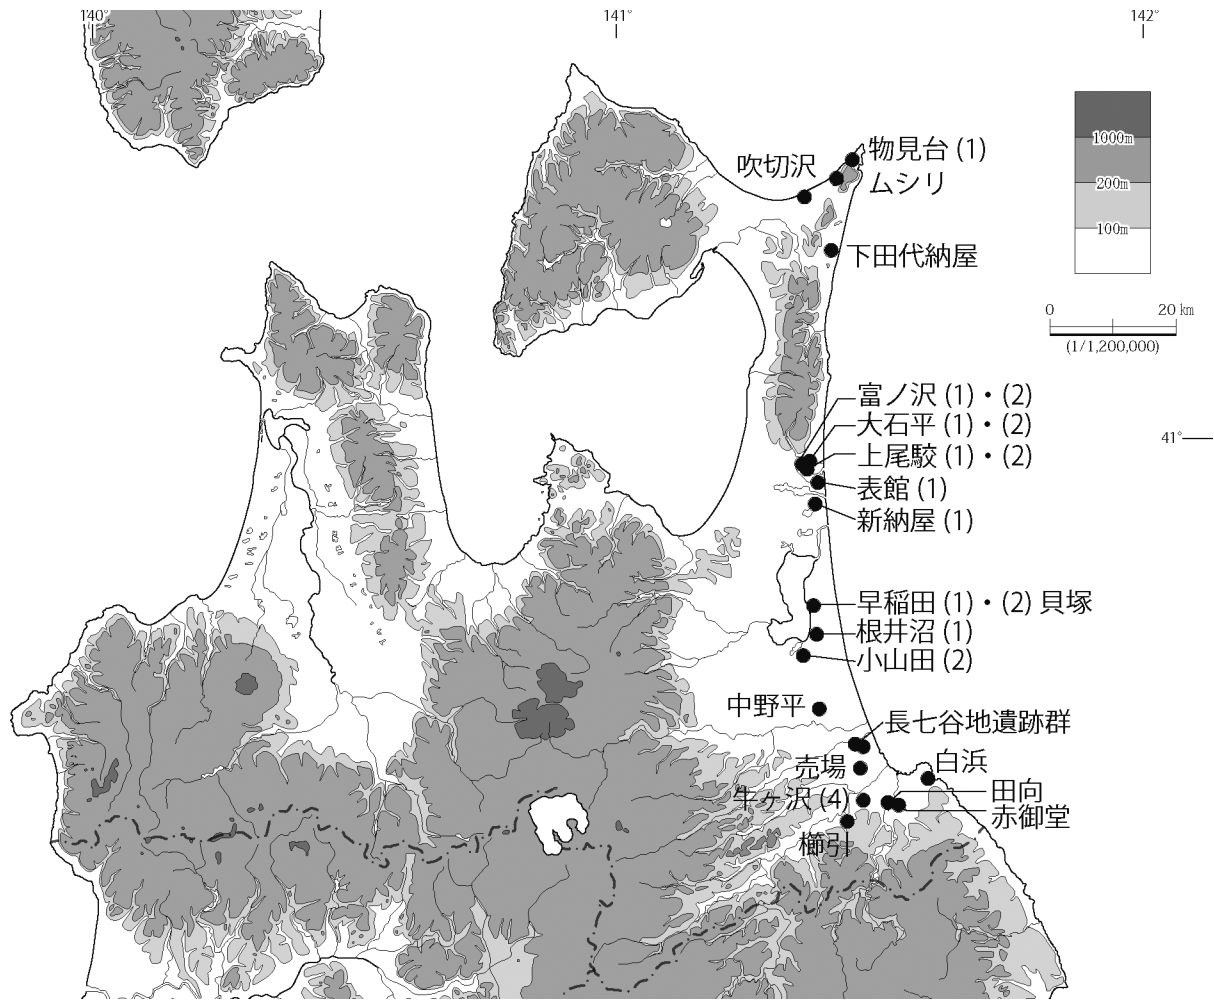 140°
141°
142°
1000m
200m
100m
0 20 km
(1/1,200,000)
41°
物見台 (1)
吹切沢
ムシリ
下田代納屋
富ノ沢 (1)・(2)
大石平 (1)・(2)
上尾駮 (1)・(2)
表館 (1)
新納屋 (1)
早稲田 (1)・(2) 貝塚
根井沼 (1)
小山田 (2)
中野平
長七谷地遺跡群
白浜
売場
田向
牛ヶ沢 (4)
赤御堂
櫛引